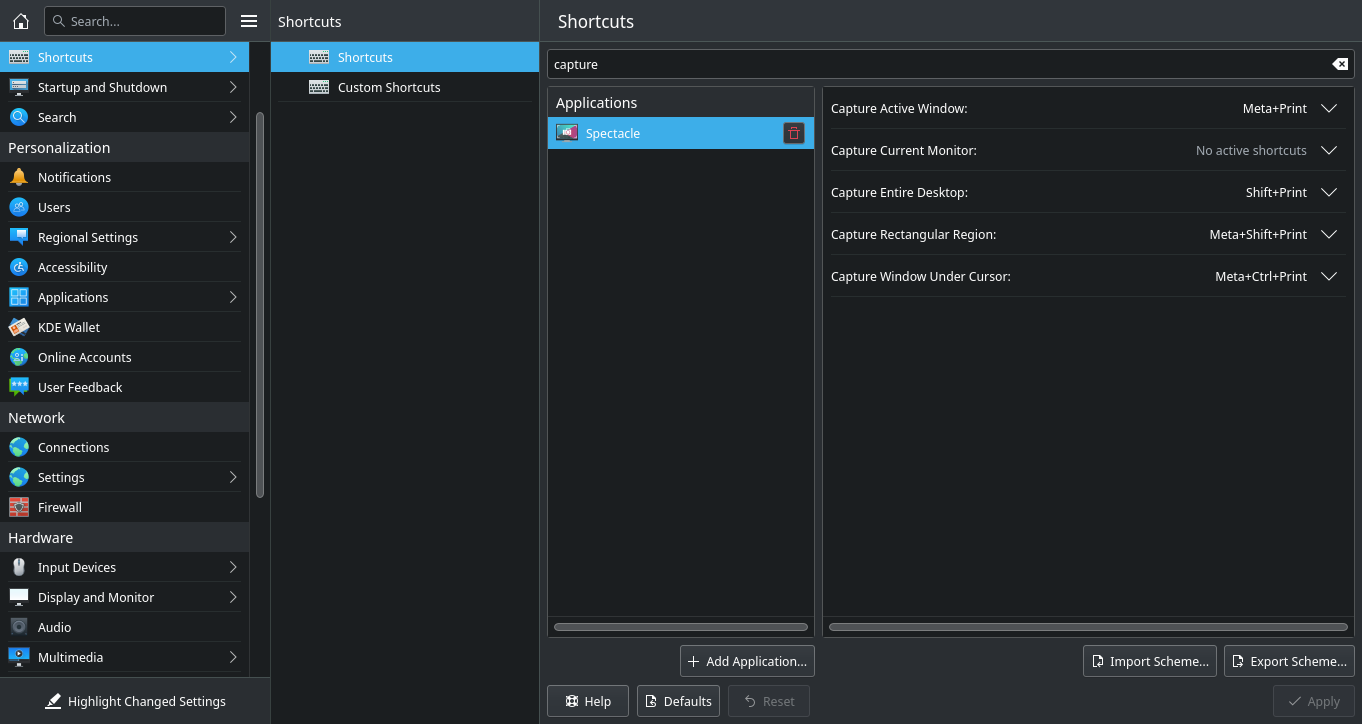 Search...
Shortcuts
Startup and Shutdown
Search
Personalization
Notifications
Users
Regional Settings
Accessibility
Applications
KDE Wallet
Online Accounts
User Feedback
Network
Connections
Settings
Firewall
Hardware
Input Devices
Display and Monitor
Audio
Multimedia
Highlight Changed Settings
Shortcuts
Shortcuts
Custom Shortcuts
Shortcuts
capture
Applications
Spectacle
Capture Active Window: Meta+Print
Capture Current Monitor: No active shortcuts
Capture Entire Desktop: Shift+Print
Capture Rectangular Region: Meta+Shift+Print
Capture Window Under Cursor: Meta+Ctrl+Print
Add Application... Import Scheme... Export Scheme...
Help Defaults Reset Apply